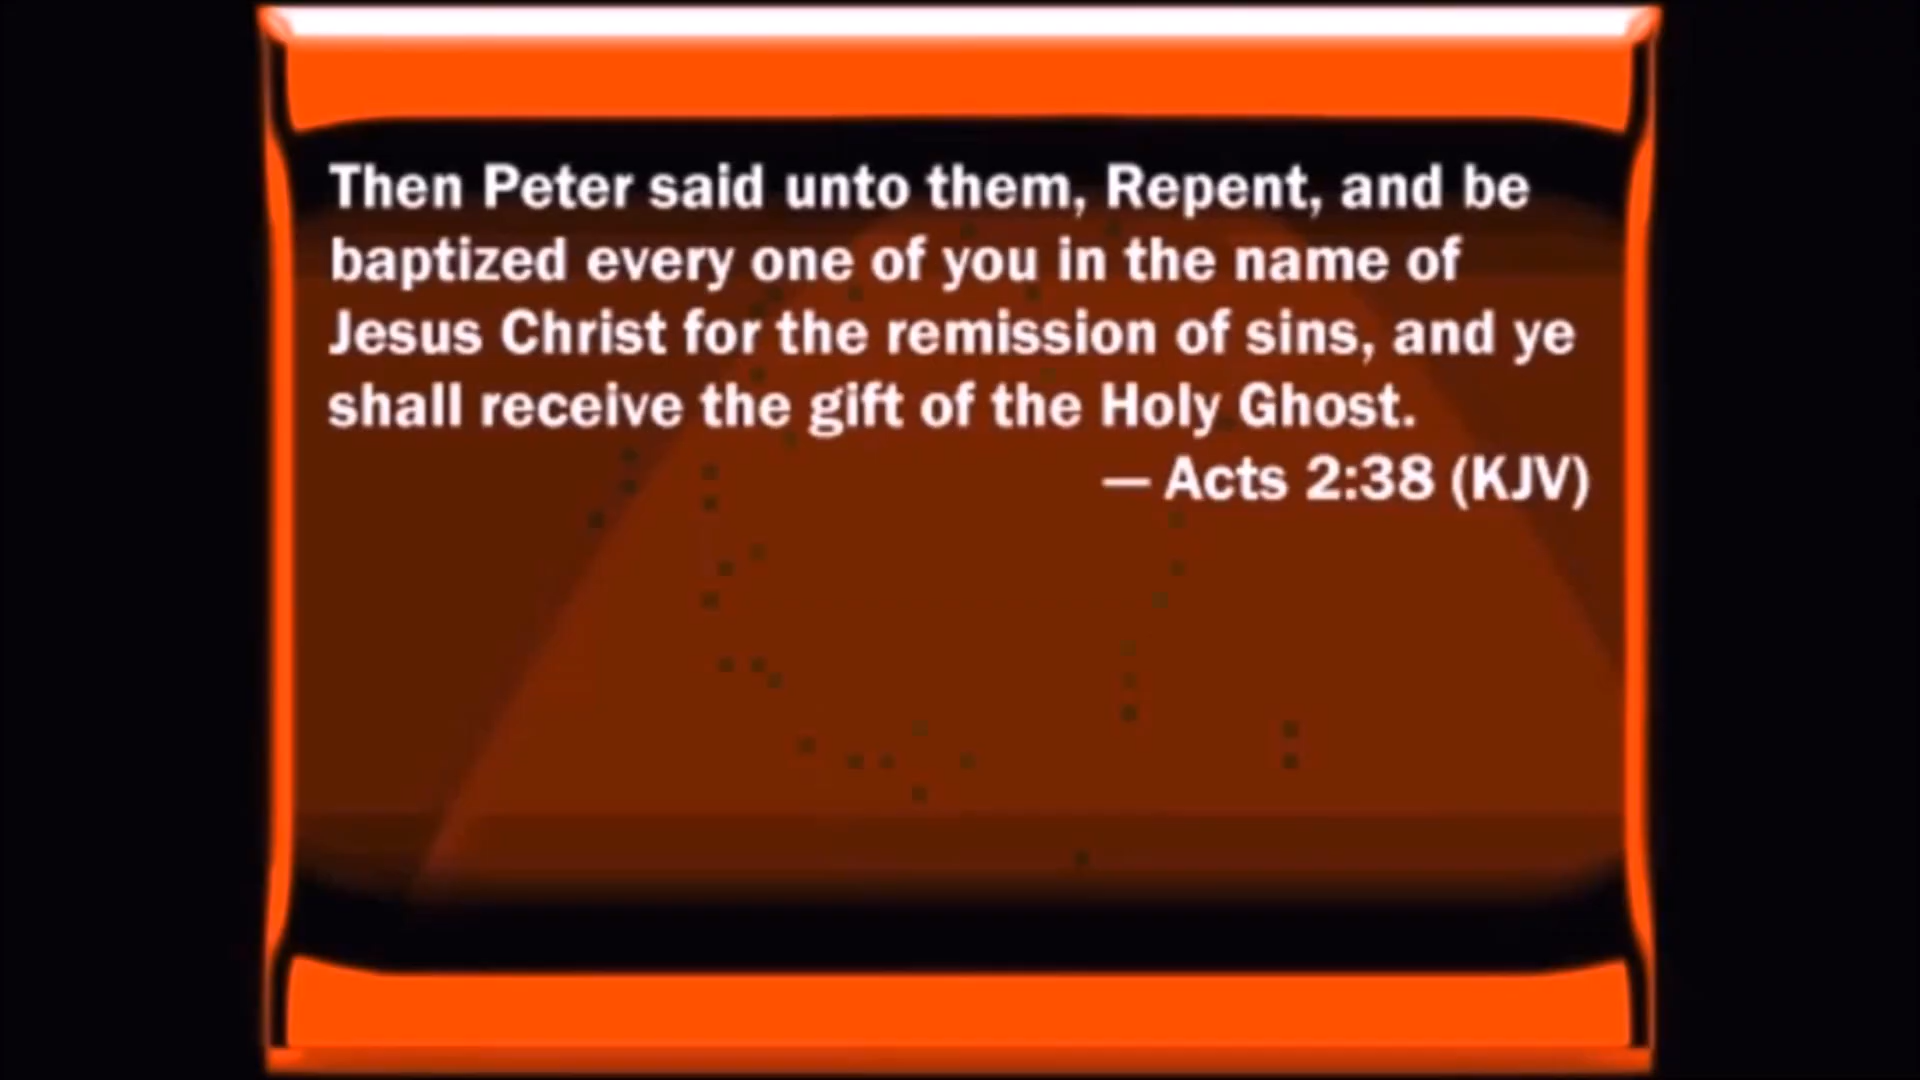 Then Peter said unto them, Repent, and be
baptized every one of you in the name of
Jesus Christ for the remission of sins, and ye
shall receive the gift of the Holy Ghost.
— Acts 2:38 (KJV)